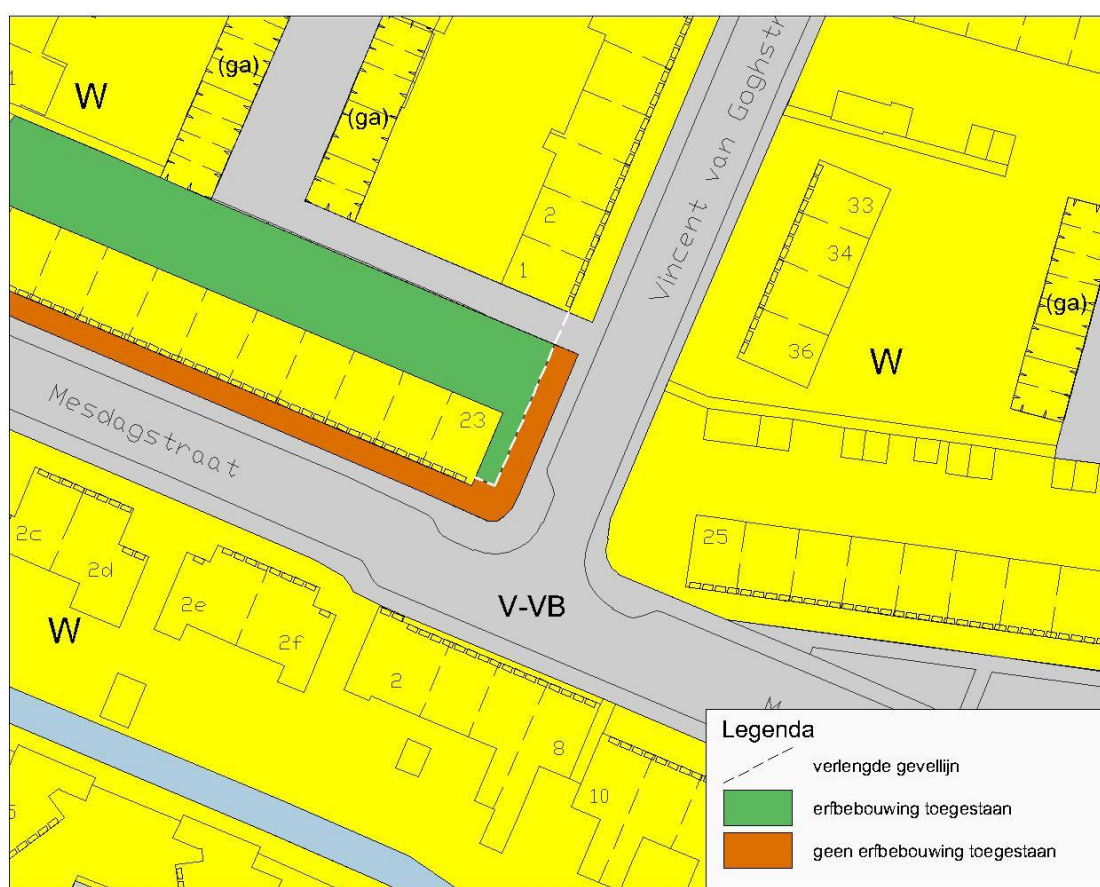 (ga)
W
(ga)
1
Vincent van Goghstr
2
1
33
34
36
(ga)
W
23
Mesdagstraat
25
2c
2d
2e
2f
V-VB
W
2
8
10
Legenda
verlengde gevellijn
erfbebouwing toegestaan
geen erfbebouwing toegestaan